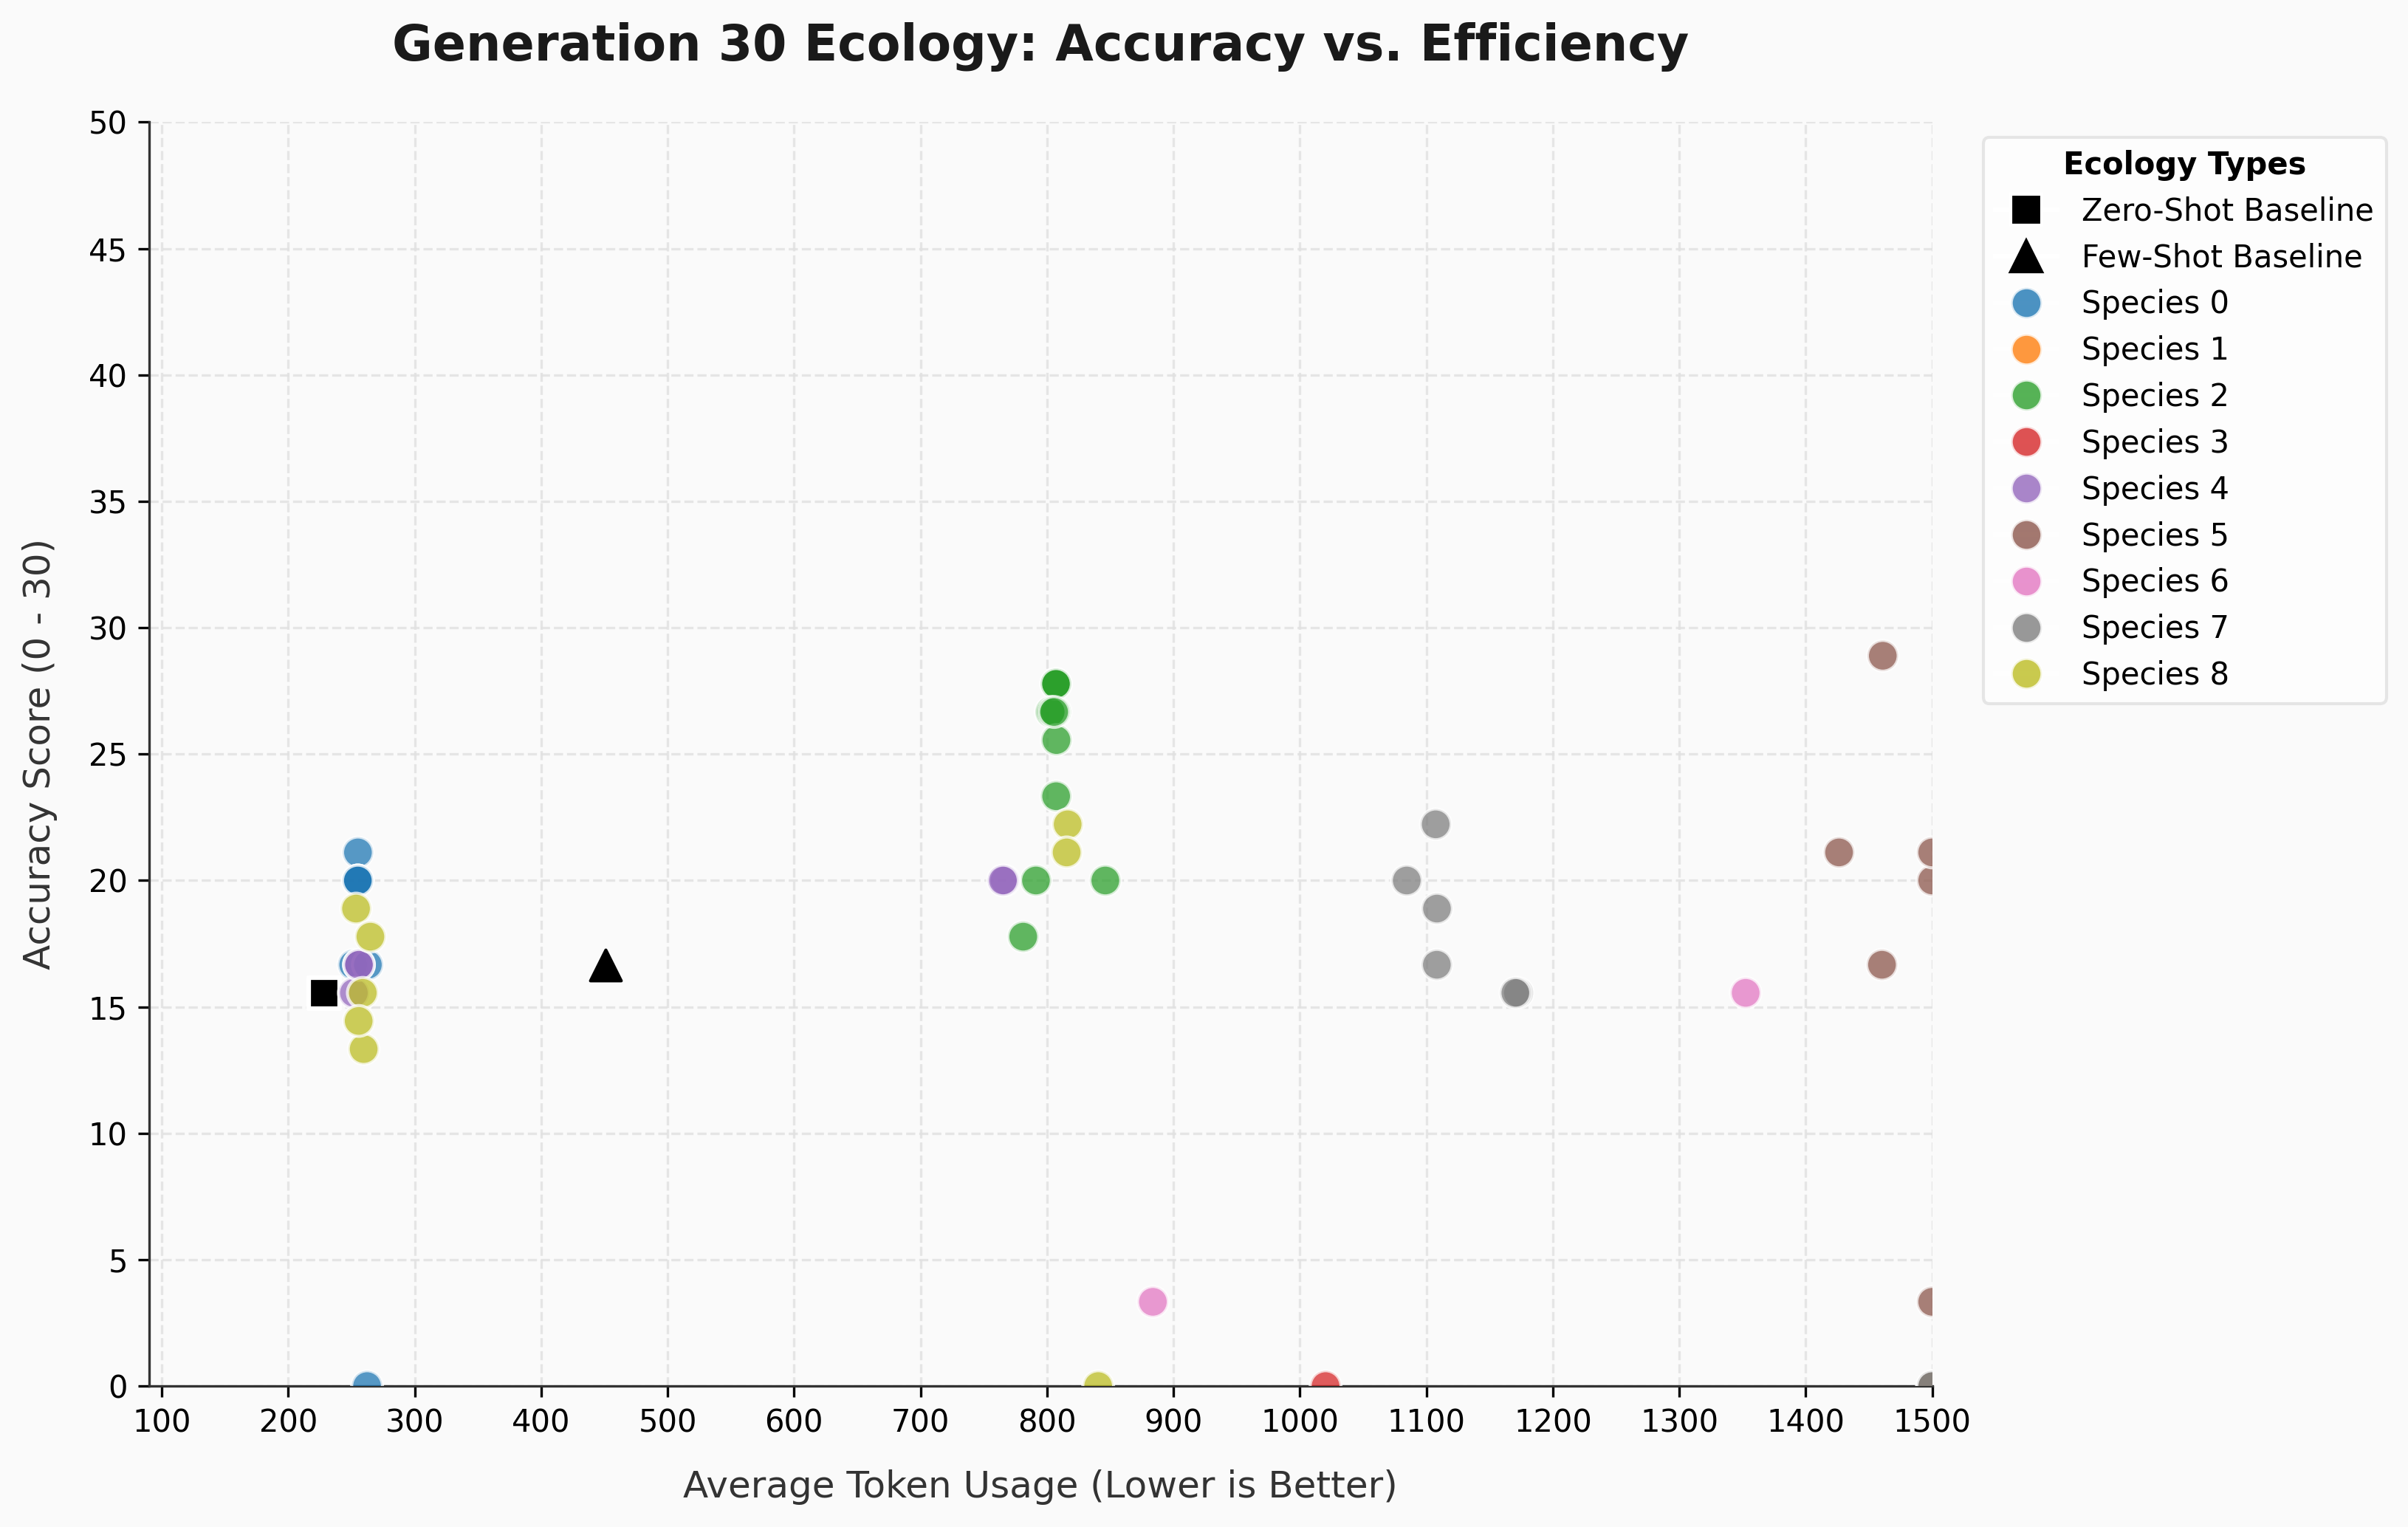 Generation 30 Ecology: Accuracy vs. Efficiency
50
45
40
35
30
25
20
15
10
5
0
Accuracy Score (0 - 30)
100 200 300 400 500 600 700 800 900 1000 1100 1200 1300 1400 1500
Average Token Usage (Lower is Better)
Ecology Types
Zero-Shot Baseline
Few-Shot Baseline
Species 0
Species 1
Species 2
Species 3
Species 4
Species 5
Species 6
Species 7
Species 8